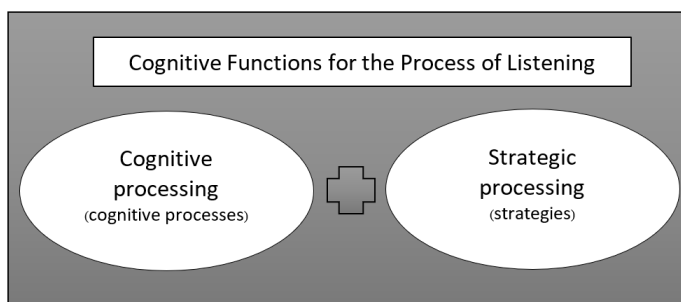 Cognitive Functions for the Process of Listening
Cognitive
processing
(cognitive processes)
Strategic
processing
(strategies)